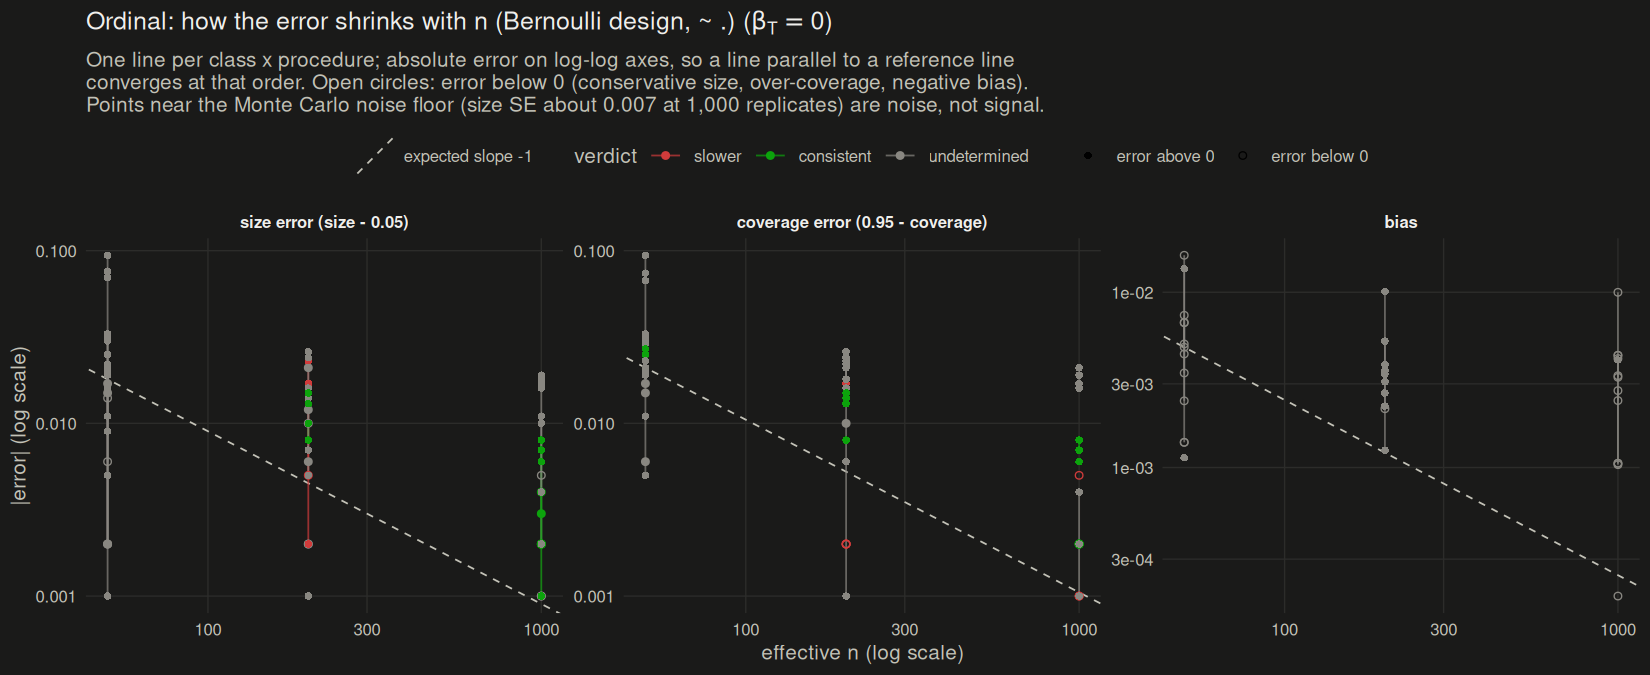 Ordinal: how the error shrinks with n (Bernoulli design, ~ .) (βT = 0)
One line per class x procedure; absolute error on log-log axes, so a line parallel to a reference line
converges at that order. Open circles: error below 0 (conservative size, over-coverage, negative bias).
Points near the Monte Carlo noise floor (size SE about 0.007 at 1,000 replicates) are noise, not signal.
expected slope -1 verdict slower consistent undetermined error above 0 error below 0
size error (size - 0.05)
coverage error (0.95 - coverage)
bias
|error| (log scale)
0.100
0.010
0.001
100 300 1000
0.100
0.010
0.001
100 300 1000
1e-02
3e-03
1e-03
3e-04
100 300 1000
effective n (log scale)